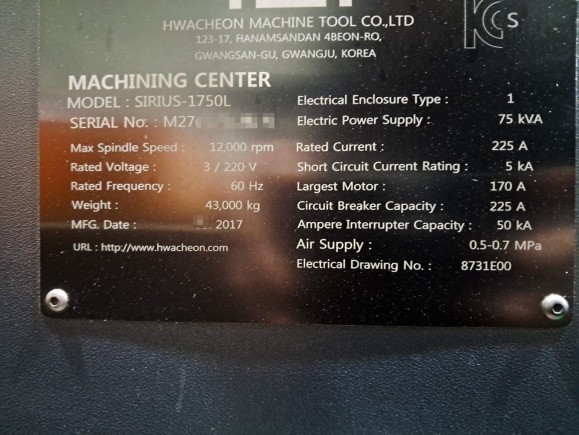 HWACHEON MACHINE TOOL CO.,LTD
123-17, HANAMSANDAN 4BEON-RO,
GWANGSAN-GU, GWANGJU, KOREA
S
MACHINING CENTER
MODEL : SIRIUS-1750L
SERIAL No. : M27
Max Spindle Speed : 12,000 rpm
Rated Voltage : 3 / 220 V
Rated Frequency : 60 Hz
Weight : 43,000 kg
MFG. Date : 2017
URL : http://www.hwacheon.com
Electrical Enclosure Type : 1
Electric Power Supply : 75 kVA
Rated Current : 225 A
Short Circuit Current Rating : 5 kA
Largest Motor : 170 A
Circuit Breaker Capacity : 225 A
Ampere Interrupter Capacity : 50 kA
Air Supply : 0.5-0.7 MPa
Electrical Drawing No. : 8731E00